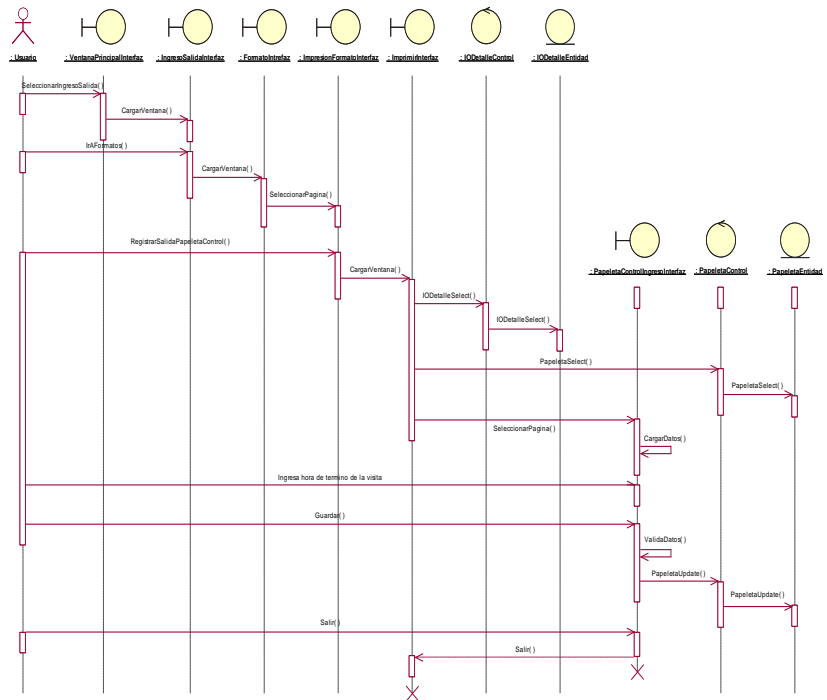 : Usuario
: VentanaPrincipalInterfaz
: IngresoSalidaInterfaz
: FormatoIntrefaz
: ImpresionFormatoInterfaz
: ImprimirInterfaz
: IODetalleControl
: IODetalleEntidad
SeleccionarIngresoSalida( )
CargarVentana( )
IrAFormatos( )
CargarVentana( )
SeleccionarPagina( )
RegistrarSalidaPapeletaControl( )
CargarVentana( )
: PapeletaControlIngresoInterfaz
: PapeletaControl
: PapeletaEntidad
IODetalleSelect( )
IODetalleSelect( )
PapeletaSelect( )
PapeletaSelect( )
SeleccionarPagina( )
CargarDatos( )
Ingresa hora de termino de la visita
Guardar( )
ValidaDatos( )
PapeletaUpdate( )
PapeletaUpdate( )
Salir( )
Salir( )